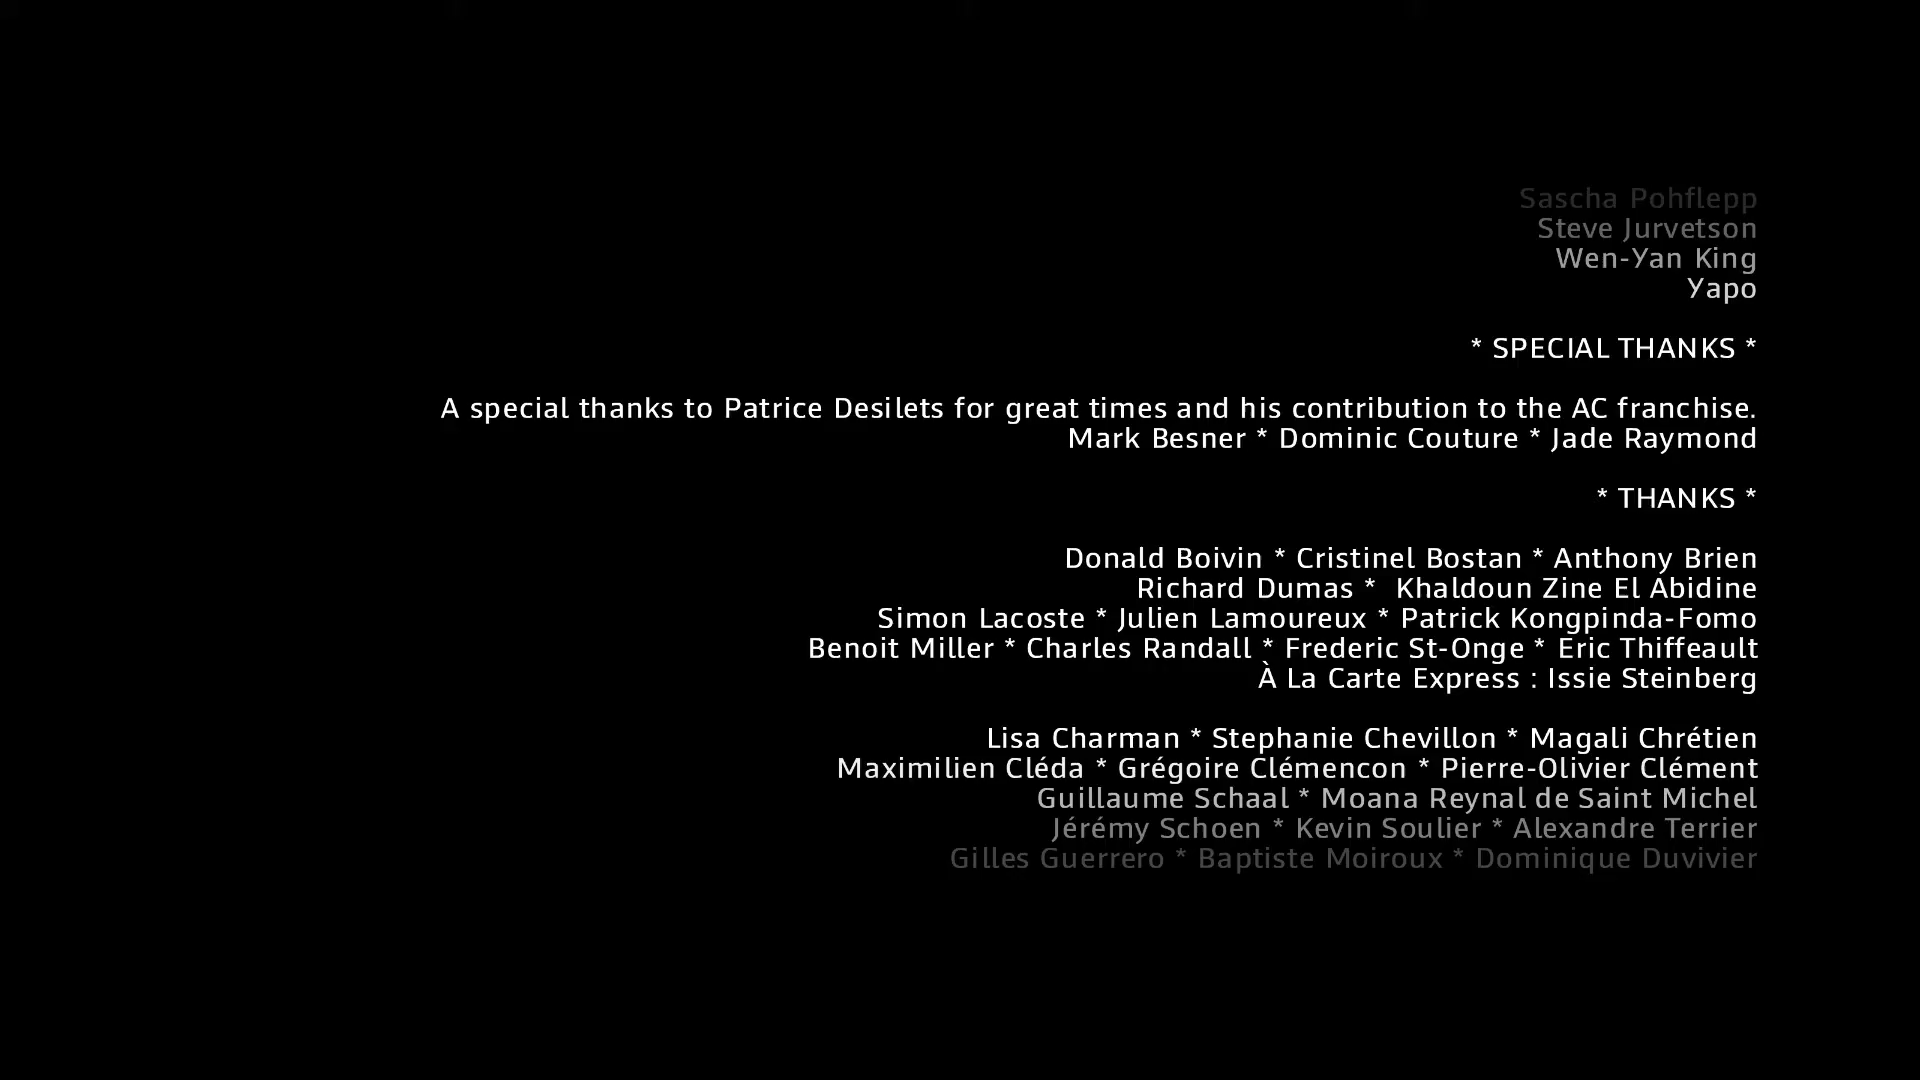 Sascha Pohflepp
Steve Jurvetson
Wen-Yan King
Yapo
* SPECIAL THANKS *
A special thanks to Patrice Desilets for great times and his contribution to the AC franchise.
Mark Besner * Dominic Couture * Jade Raymond
* THANKS *
Donald Boivin * Cristinel Bostan * Anthony Brien
Richard Dumas * Khaldoun Zine El Abidine
Simon Lacoste * Julien Lamoureux * Patrick Kongpinda-Fomo
Benoit Miller * Charles Randall * Frederic St-Onge * Eric Thiffeault
À La Carte Express : Issie Steinberg
Lisa Charman * Stephanie Chevillon * Magali Chrétien
Maximilien Cléda * Grégoire Clémencon * Pierre-Olivier Clément
Guillaume Schaal * Moana Reynal de Saint Michel
Jérémy Schoen * Kevin Soulier * Alexandre Terrier
Gilles Guerrero * Baptiste Moiroux * Dominique Duvivier